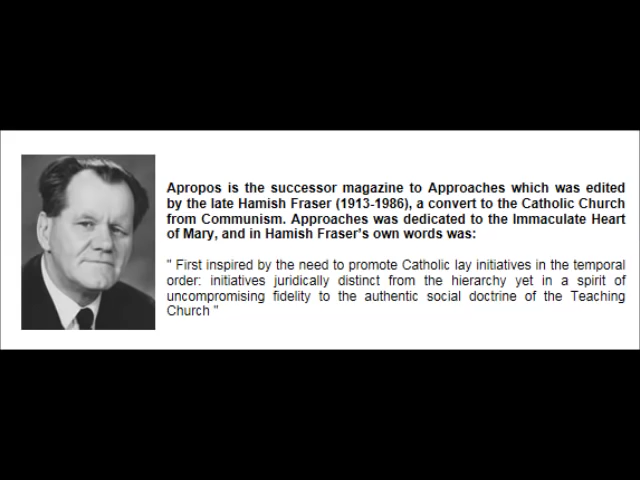 Apropos is the successor magazine to Approaches which was edited
by the late Hamish Fraser (1913-1986), a convert to the Catholic Church
from Communism. Approaches was dedicated to the Immaculate Heart
of Mary, and in Hamish Fraser's own words was:
" First inspired by the need to promote Catholic lay initiatives in the temporal
order: initiatives juridically distinct from the hierarchy yet in a spirit of
uncompromising fidelity to the authentic social doctrine of the Teaching
Church "